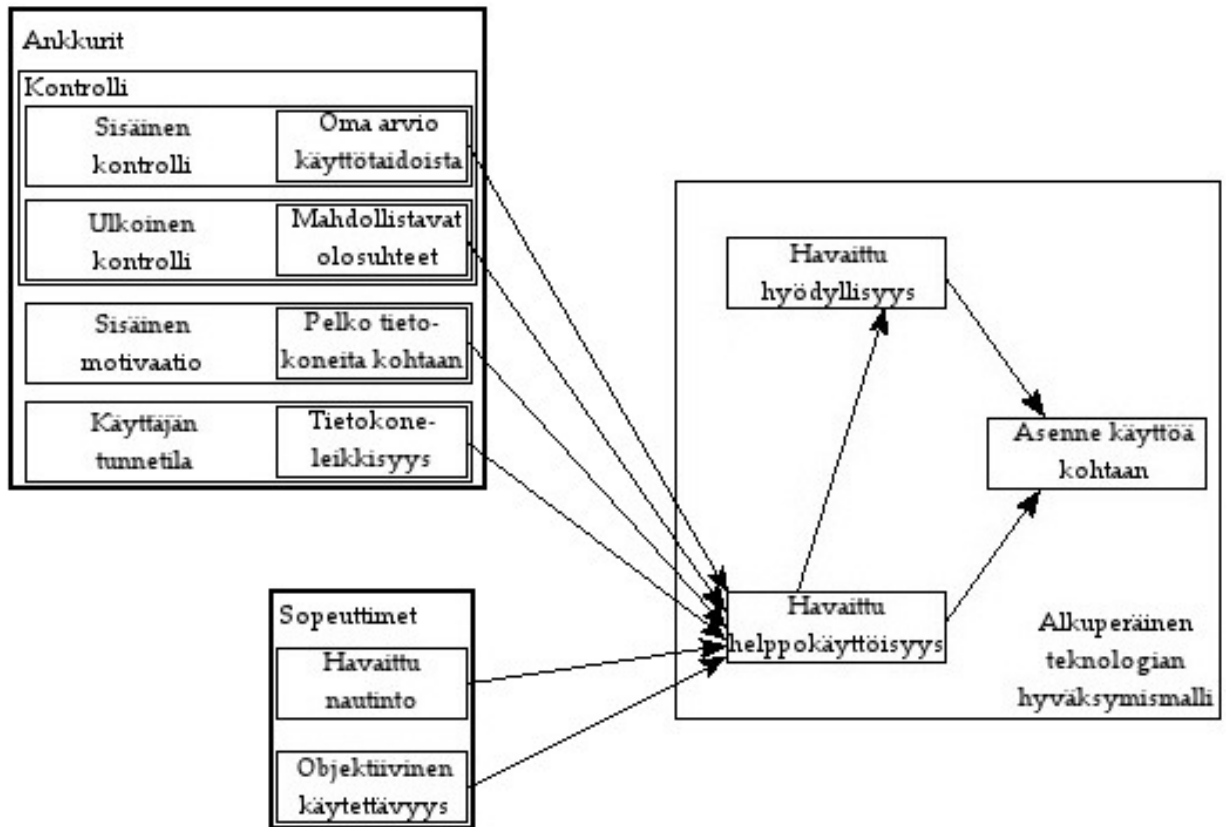 Ankkurit
Kontrolli
Sisäinen
kontrolli
Oma arvio
käyttötaidoista
Ulkoinen
kontrolli
Mahdollistavat
olosuhteet
Sisäinen
motivaatio
Pelko tieto-
koneita kohtaan
Käyttäjän
tunnetila
Tietokone-
leikkisyys
Sopeuttimet
Havaittu
nautinto
Objektiivinen
käytettävyys
Havaittu
hyödyllisyys
Asenne käyttöä
kohtaan
Havaittu
helppokäyttöisyys
Alkuperäinen
teknologian
hyväksymismalli